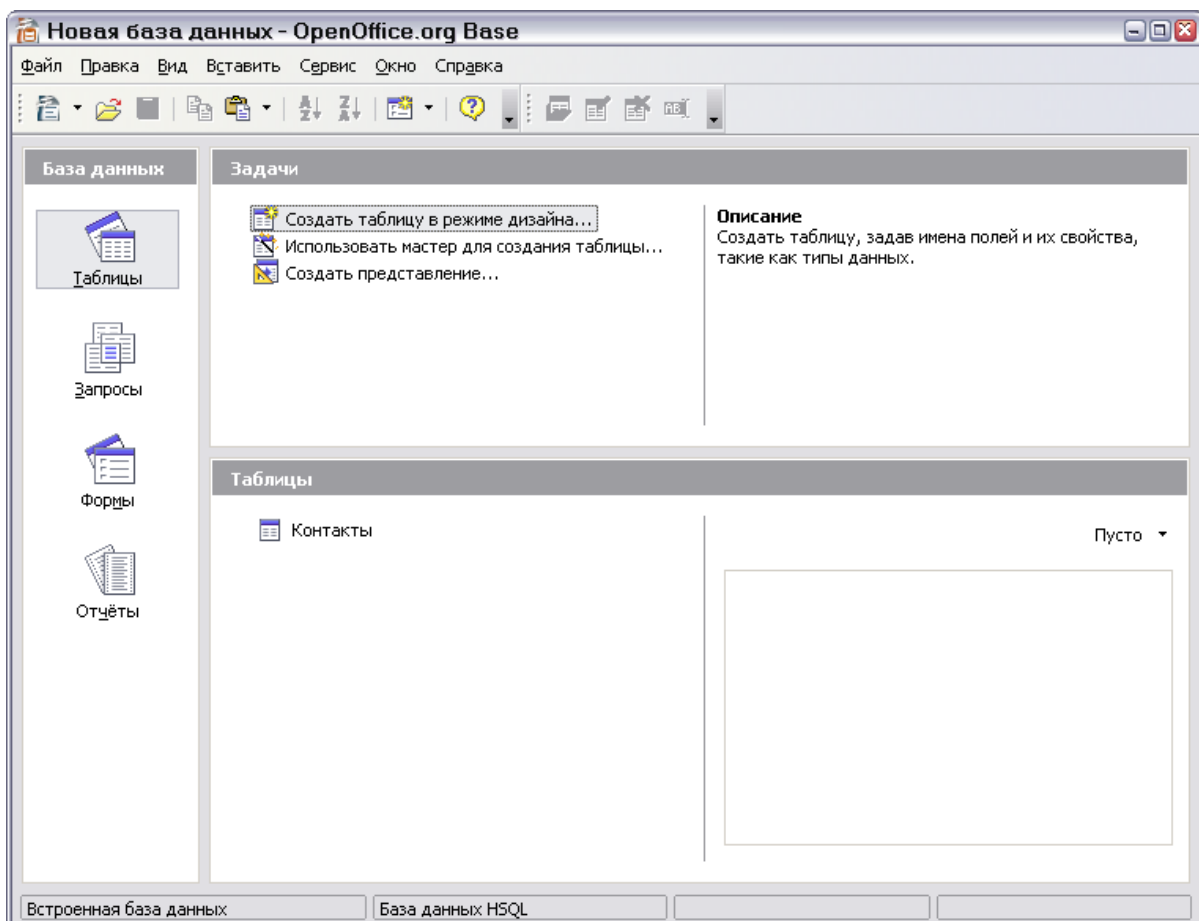 Новая база данных - OpenOffice.org Base
Файл Правка Вид Вставить Сервис Окно Справка
База данных
Таблицы
Запросы
Формы
Отчёты
Задачи
Создать таблицу в режиме дизайна...
Использовать мастер для создания таблицы...
Создать представление...
Описание
Создать таблицу, задав имена полей и их свойства,
такие как типы данных.
Таблицы
Контакты
Пусто
Встроенная база данных
База данных HSQL